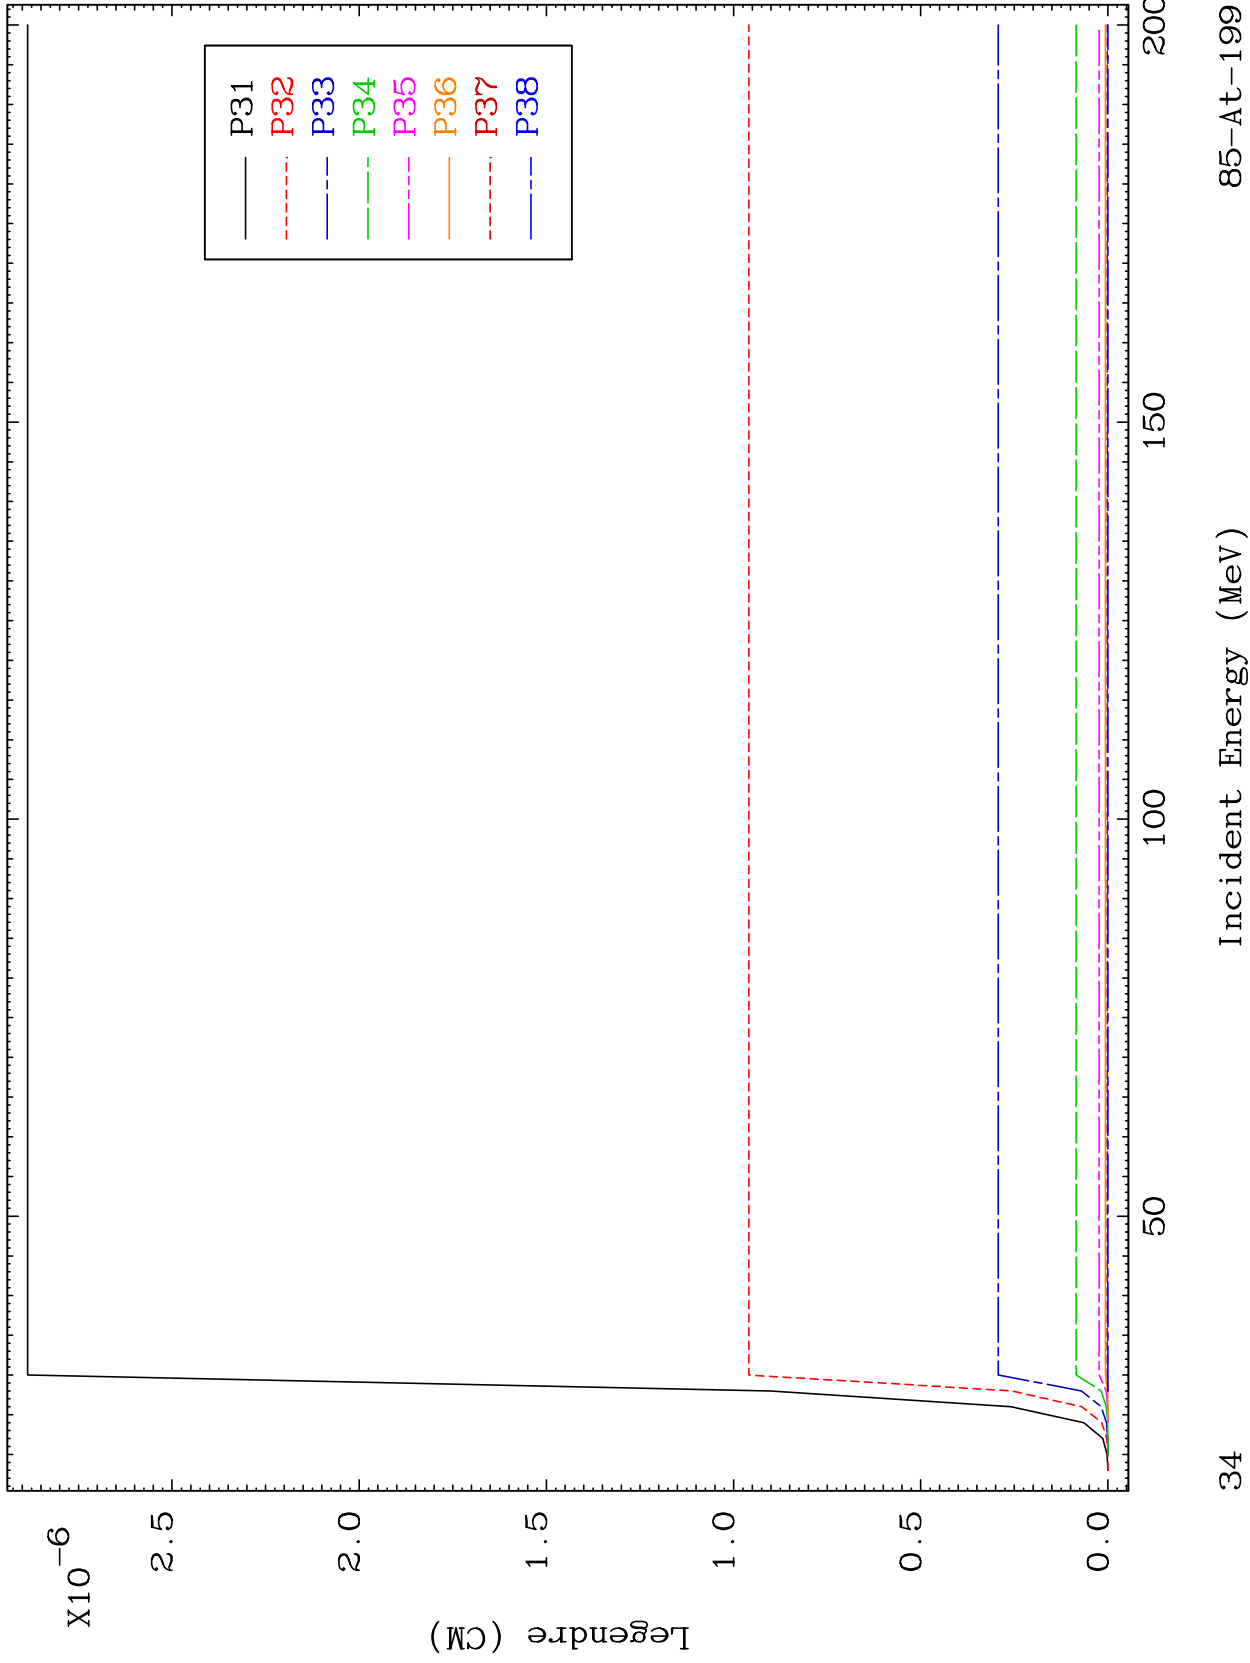 X10-6
Legendre (CM)
2.5
2.0
1.5
1.0
0.5
0.0
50
100
150
200
P31
P32
P33
P34
P35
P36
P37
P38
34
Incident Energy (MeV)
85-At-199